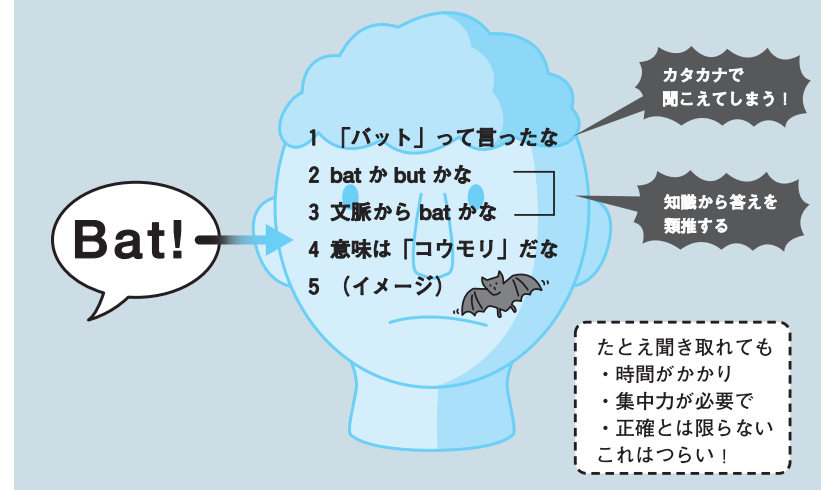 Bat!
1 「バット」って言ったな
2 bat か but かな
3 文脈から bat かな
4 意味は「コウモリ」だな
5 （イメージ）
カタカナで
聞こえてしまう！
知識から答えを
類推する
たとえ聞き取れても
・時間がかかり
・集中力が必要で
・正確とは限らない
これはつらい！